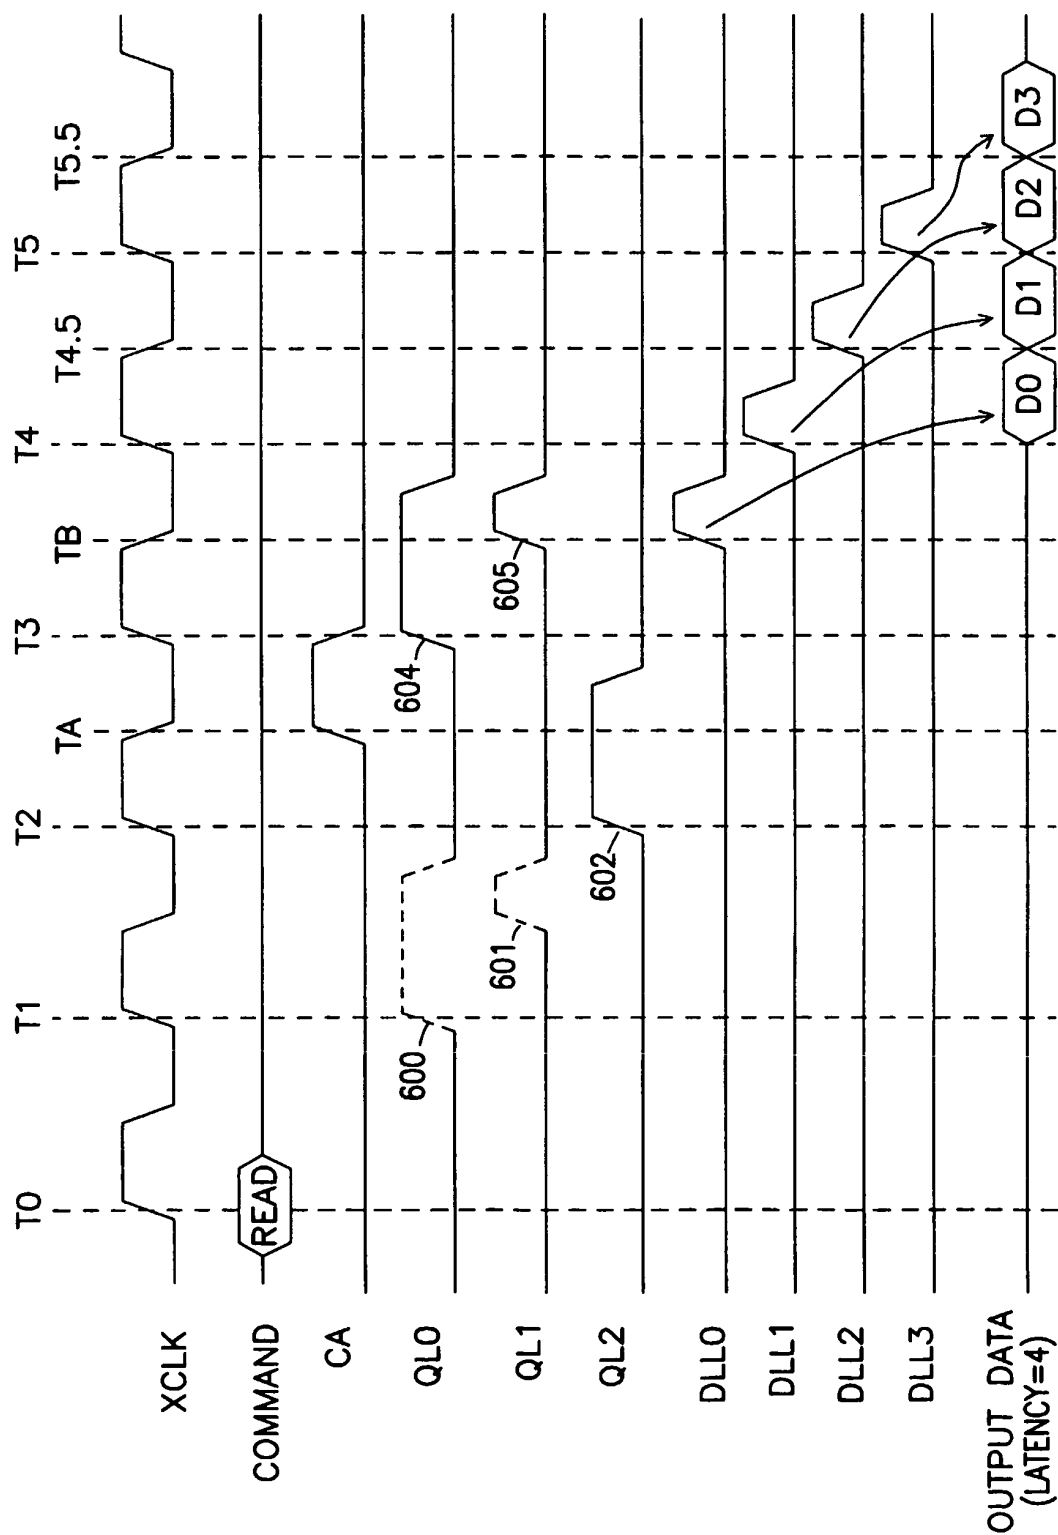 T0 T1 T2 TA T3 TB T4 T4.5 T5 T5.5
XCLK
COMMAND READ
CA
QL0 600 604
QL1 601 605
QL2 602
DLL0
DLL1
DLL2
DLL3
OUTPUT DATA
(LATENCY=4) D0 D1 D2 D3